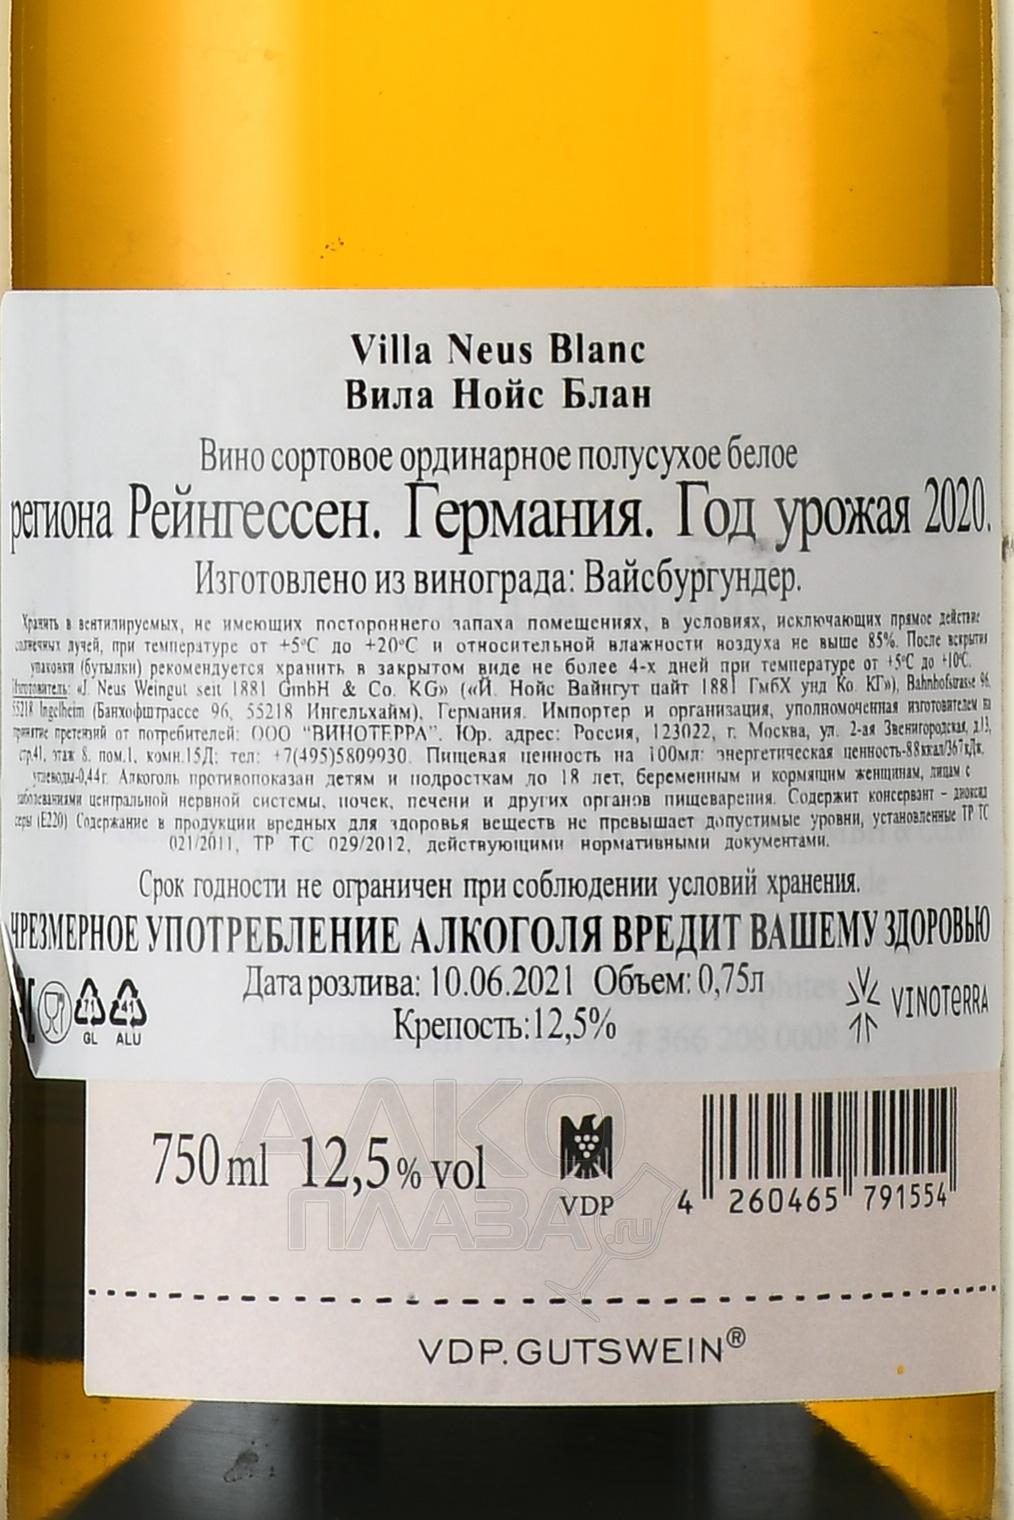 Villa Neus Blanc
Вила Нойс Блан
Вино сортовое ординарное полусухое белое
региона Рейнгессен. Германия. Год урожая 2020.
Изготовлено из винограда: Вайсбургундер.
Хранить в вентилируемых, не имеющих постороннего запаха помещениях, в условиях, исключающих прямое действие
солнечных лучей, при температуре от +5°С до +20°С и относительной влажности воздуха не выше 85%. После вскрытия
упаковки (бутылки) рекомендуется хранить в закрытом виде не более 4-х дней при температуре от +5°С до +10°С.
Изготовитель: «J. Neus Weingut seit 1881 GmbH & Co. KG» («Й. Нойс Вайнгут цайт 1881 ГмбХ унд Ко. КГ»), Bahnhofstrasse 96,
55218 Ingelheim (Банхофштрассе 96, 55218 Ингельхайм), Германия. Импортер и организация, уполномоченная изготовителем на
принятие претензий от потребителей: ООО "ВИНОТЕРРА". Юр. адрес: Россия, 123022, г. Москва, ул. 2-ая Звенигородская, д.13,
стр.41, этаж 8, пом.1, комн.15Д; тел: +7(495)5809930. Пищевая ценность на 100мл: энергетическая ценность-88ккал/367кДж,
углеводы-0,44г. Алкоголь противопоказан детям и подросткам до 18 лет, беременным и кормящим женщинам, лицам с
заболеваниями центральной нервной системы, почек, печени и других органов пищеварения. Содержит консервант – диоксид
серы (Е220) Содержание в продукции вредных для здоровья веществ не превышает допустимые уровни, установленные ТР ТС
021/2011, ТР ТС 029/2012, действующими нормативными документами.
Срок годности не ограничен при соблюдении условий хранения.
ЧРЕЗМЕРНОЕ УПОТРЕБЛЕНИЕ АЛКОГОЛЯ ВРЕДИТ ВАШЕМУ ЗДОРОВЬЮ
Дата розлива: 10.06.2021 Объем: 0,75л
Крепость:12,5%
71 GL 41 ALU
VINOTERRA
750 ml 12,5 % vol
VDP
4 260465 791554
АЛКО
ПЛАЗА.ru
VDP.GUTSWEIN®